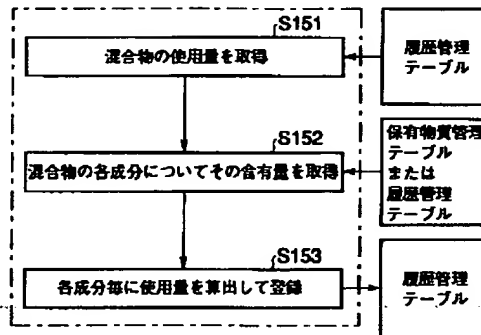 S151
混合物の使用量を取得
履歴管理
テーブル
S152
混合物の各成分についてその含有量を取得
保有物質管理
テーブル
または
履歴管理
テーブル
S153
各成分毎に使用量を算出して登録
履歴管理
テーブル